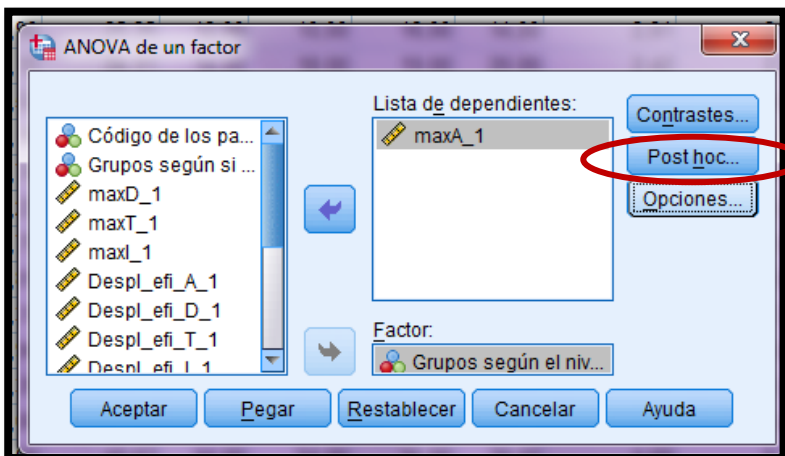 ANOVA de un factor
Código de los pa...
Grupos según si ...
maxD_1
maxT_1
maxI_1
Despl_efi_A_1
Despl_efi_D_1
Despl_efi_T_1
Despl_efi_I_1
Lista de dependientes:
maxA_1
Factor:
Grupos según el niv...
Contrastes...
Post hoc...
Opciones...
Aceptar
Pegar
Restablecer
Cancelar
Ayuda